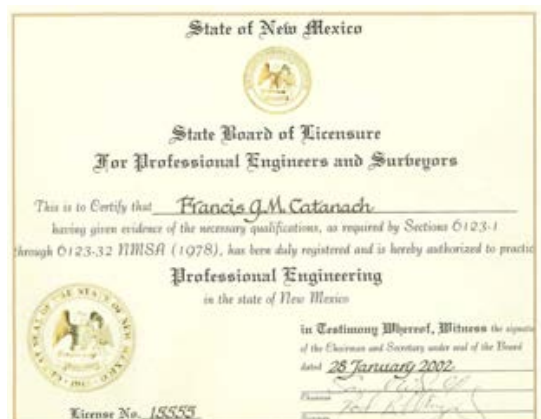 State of New Mexico
State Board of Licensure
For Professional Engineers and Surveyors
This is to Certify that Francis G.M. Catanach
having given evidence of the necessary qualifications, as required by Sections 6123-1
through 6123-32 NMSA (1978), has been duly registered and is hereby authorized to practic
Professional Engineering
in the state of New Mexico
in Testimony Whereof, Witness the signatu
of the Chairman and Secretary under seal of the Board
dated 28 January 2002
Chairman
License No. 15555